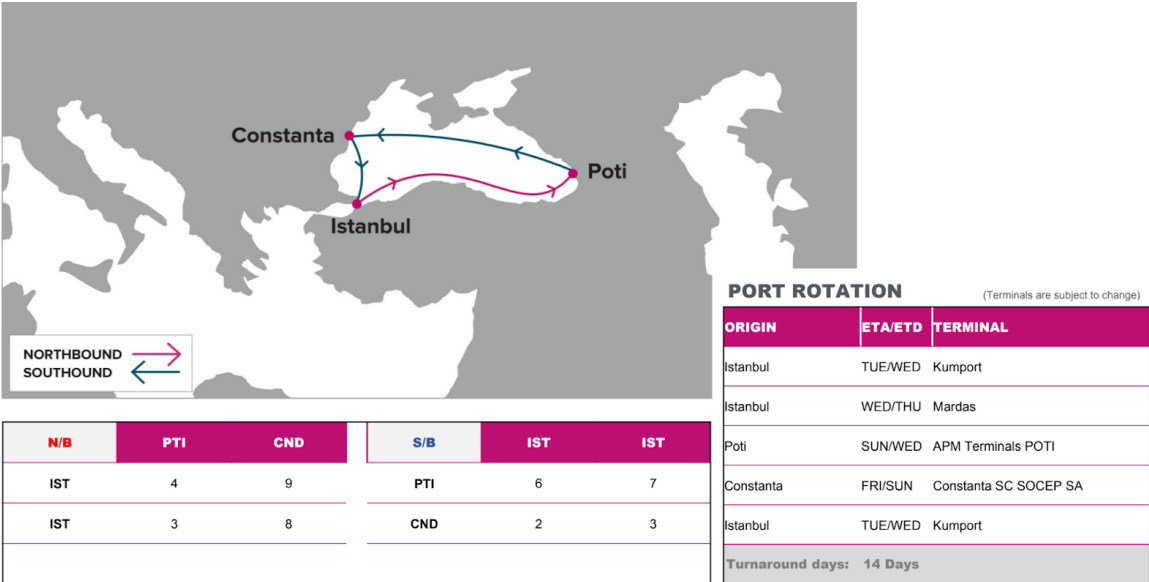 Constanta
Poti
Istanbul
NORTHBOUND
SOUTHOUND
PORT ROTATION (Terminals are subject to change)
ORIGIN ETA/ETD TERMINAL
Istanbul TUE/WED Kumport
Istanbul WED/THU Mardas
Poti SUN/WED APM Terminals POTI
Constanta FRI/SUN Constanta SC SOCEP SA
Istanbul TUE/WED Kumport
Turnaround days: 14 Days
N/B PTI CND
IST 4 9
IST 3 8
S/B IST IST
PTI 6 7
CND 2 3